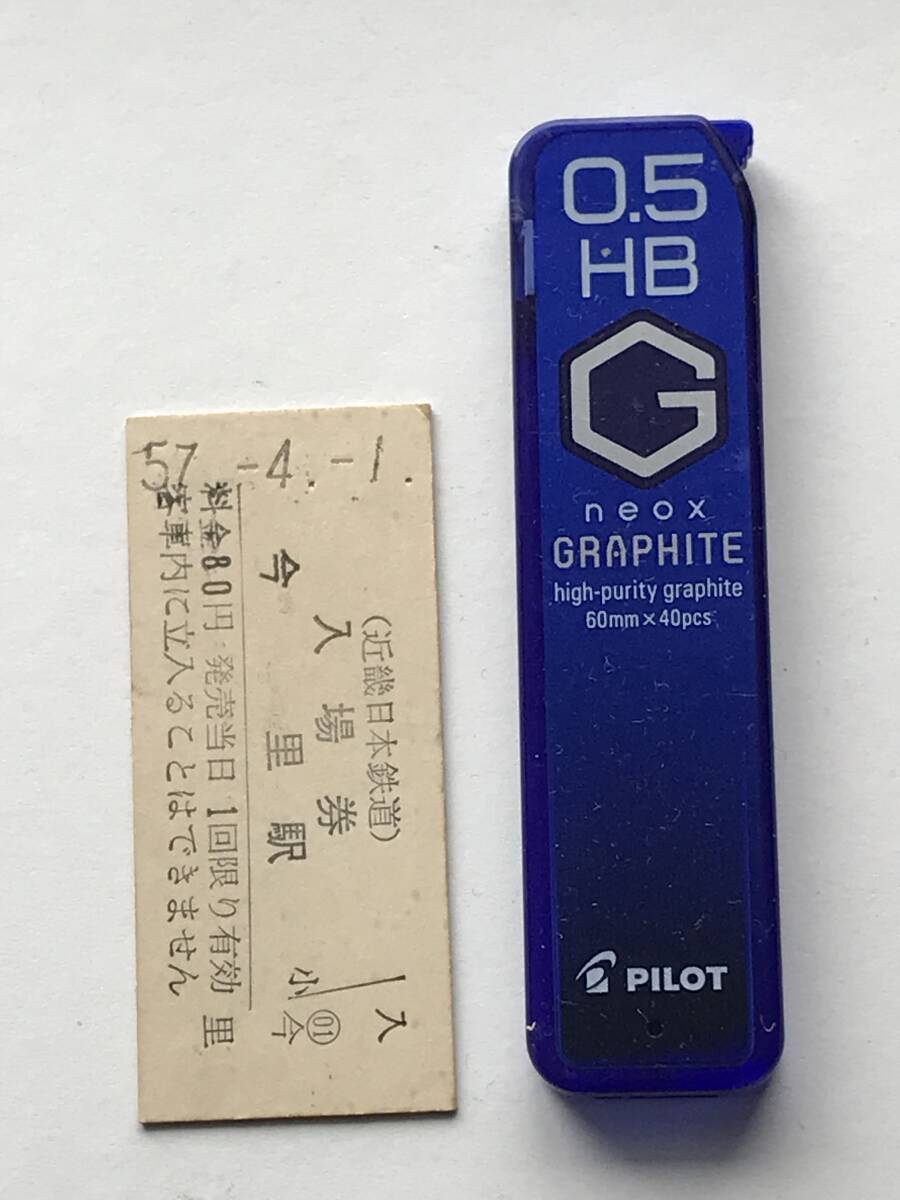 57.-4.-1.
(近畿日本鉄道)
入場券
今里駅
料金80円 発売当日1回限り有効
客車内に立入ることはできません
入
小
01
今
里
0.5
HB
G
neox
GRAPHITE
high-purity graphite
60mm×40pcs
PILOT